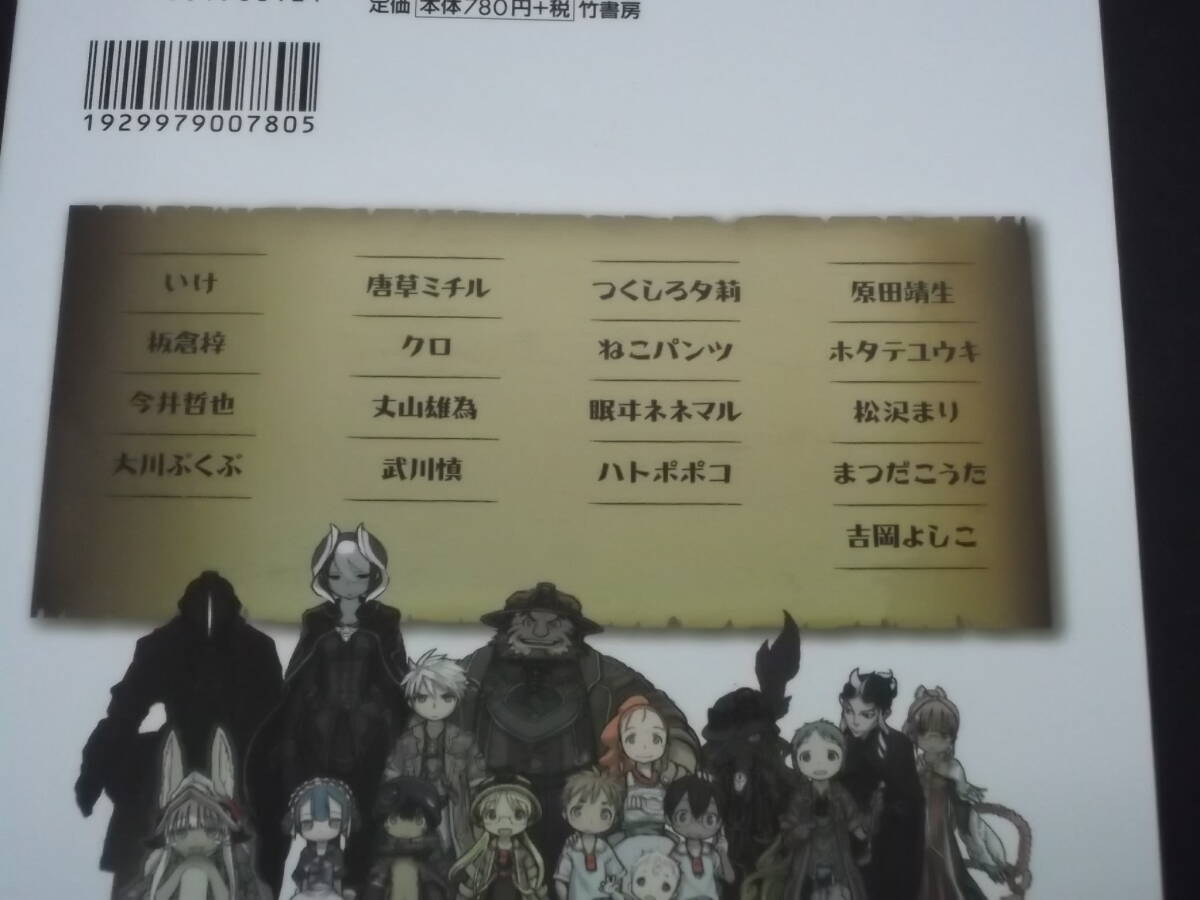 定価 本体780円+税 竹書房
1929979007805
いけ
板倉梓
今井哲也
大川ぶくぶ
唐草ミチル
クロ
丈山雄為
武川慎
つくしろ夕莉
ねこパンツ
眠ヰネネマル
ハトポポコ
原田靖生
ホタテユウキ
松沢まり
まつだこうた
吉岡よしこ